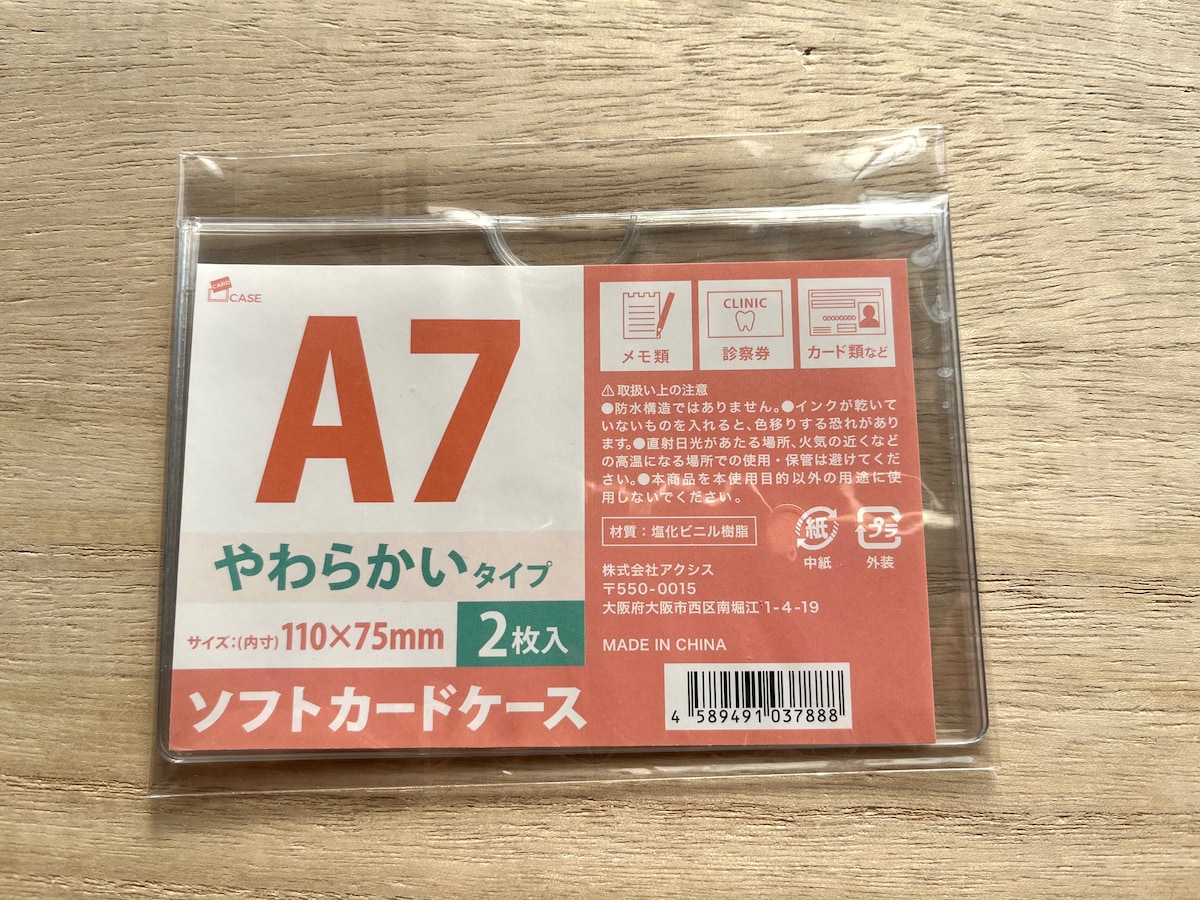 CARD
CASE
A7
やわらかいタイプ
サイズ:(内寸)110×75mm
2枚入
ソフトカードケース
メモ類
CLINIC
診察券
カード類など
⚠取扱い上の注意
●防水構造ではありません。●インクが乾いて
いないものを入れると、色移りする恐れがあり
ます。●直射日光があたる場所、火気の近くなど
の高温になる場所での使用・保管は避けてくだ
さい。●本商品を本使用目的以外の用途に使
用しないでください。
材質:塩化ビニル樹脂
紙
中紙
プラ
外装
株式会社アクシス
〒550-0015
大阪府大阪市西区南堀江1-4-19
MADE IN CHINA
4 589491 037888